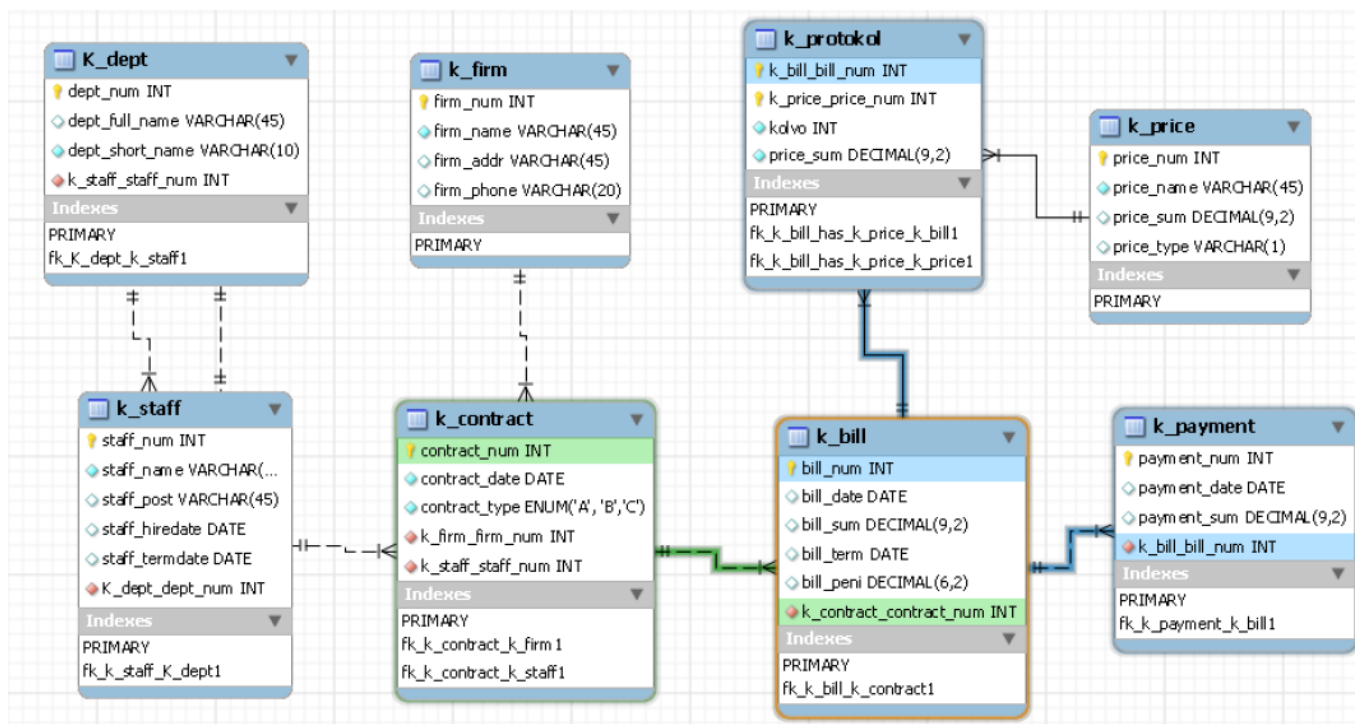 K_dept
dept_num INT
dept_full_name VARCHAR(45)
dept_short_name VARCHAR(10)
k_staff_staff_num INT
Indexes
PRIMARY
fk_K_dept_k_staff1
k_firm
firm_num INT
firm_name VARCHAR(45)
firm_addr VARCHAR(45)
firm_phone VARCHAR(20)
Indexes
PRIMARY
k_protokol
k_bill_bill_num INT
k_price_price_num INT
kolvo INT
price_sum DECIMAL(9,2)
Indexes
PRIMARY
fk_k_bill_has_k_price_k_bill1
fk_k_bill_has_k_price_k_price1
k_price
price_num INT
price_name VARCHAR(45)
price_sum DECIMAL(9,2)
price_type VARCHAR(1)
Indexes
PRIMARY
k_staff
staff_num INT
staff_name VARCHAR(...
staff_post VARCHAR(45)
staff_hiredate DATE
staff_termdate DATE
K_dept_dept_num INT
Indexes
PRIMARY
fk_k_staff_K_dept1
k_contract
contract_num INT
contract_date DATE
contract_type ENUM('A', 'B','C')
k_firm_firm_num INT
k_staff_staff_num INT
Indexes
PRIMARY
fk_k_contract_k_firm1
fk_k_contract_k_staff1
k_bill
bill_num INT
bill_date DATE
bill_sum DECIMAL(9,2)
bill_term DATE
bill_peni DECIMAL(6,2)
k_contract_contract_num INT
Indexes
PRIMARY
fk_k_bill_k_contract1
k_payment
payment_num INT
payment_date DATE
payment_sum DECIMAL(9,2)
k_bill_bill_num INT
Indexes
PRIMARY
fk_k_payment_k_bill1